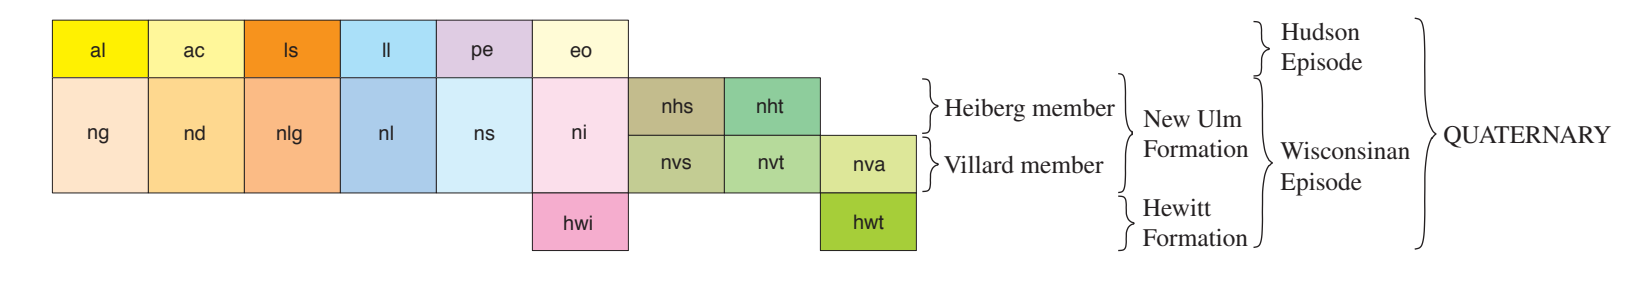 al ac ls ll pe eo
ng nd nlg nl ns ni nhs nht
nvs nvt nva
hwi hwt
Heiberg member
Villard member
New Ulm
Formation
Hewitt
Formation
Hudson
Episode
Wisconsinan
Episode
QUATERNARY